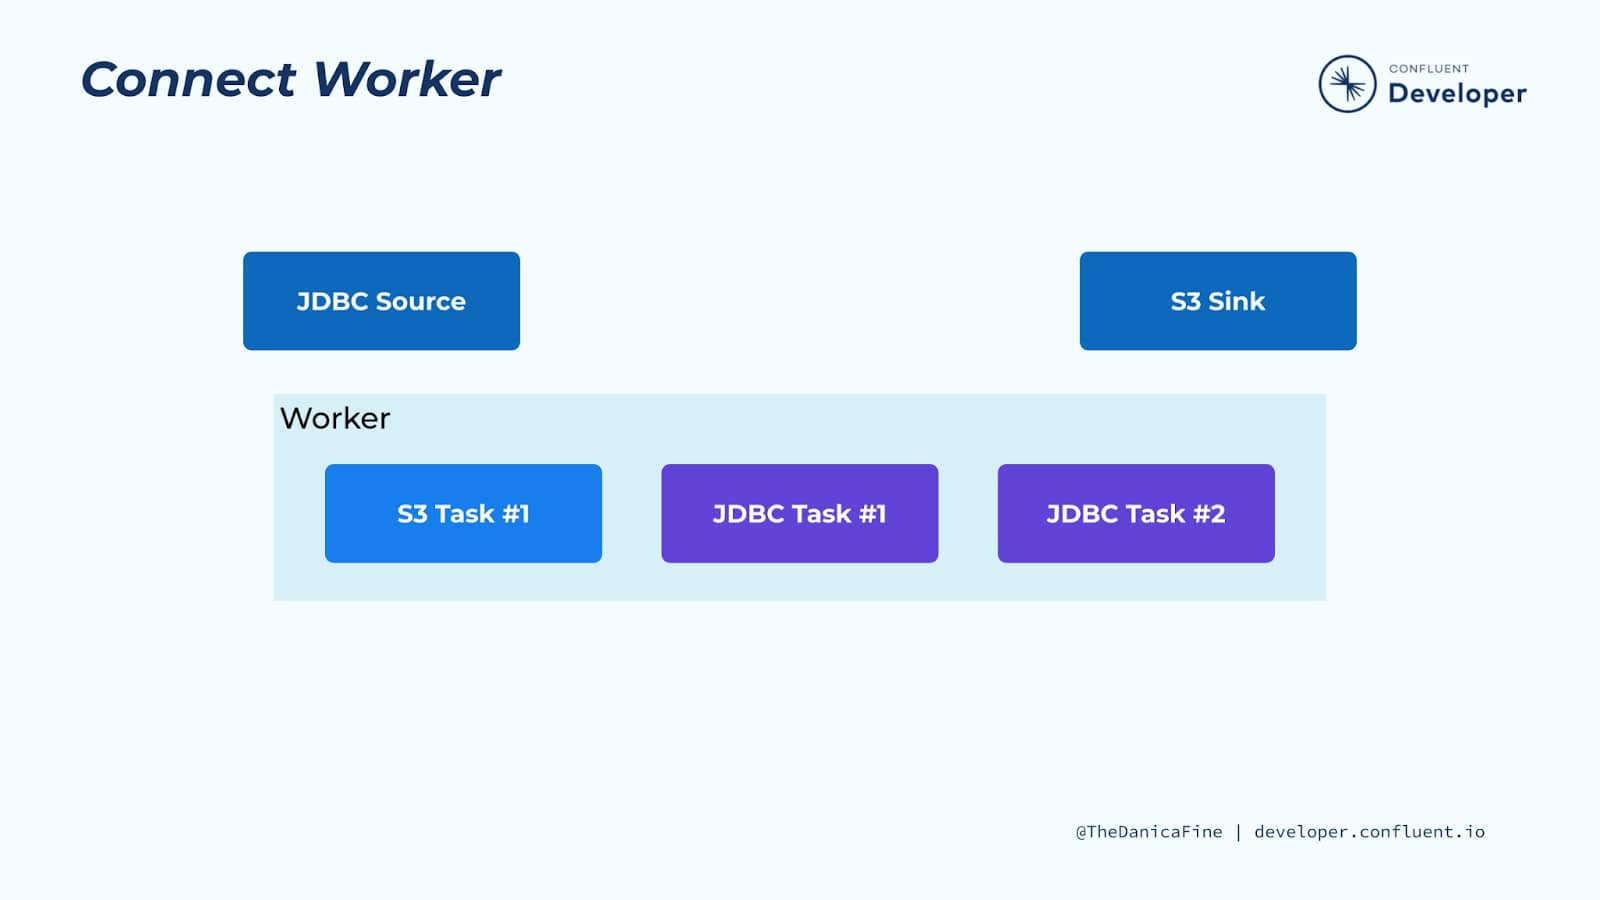 Connect Worker
CONFLUENT
Developer
JDBC Source
S3 Sink
Worker
S3 Task #1
JDBC Task #1
JDBC Task #2
@TheDanicaFine | developer.confluent.io